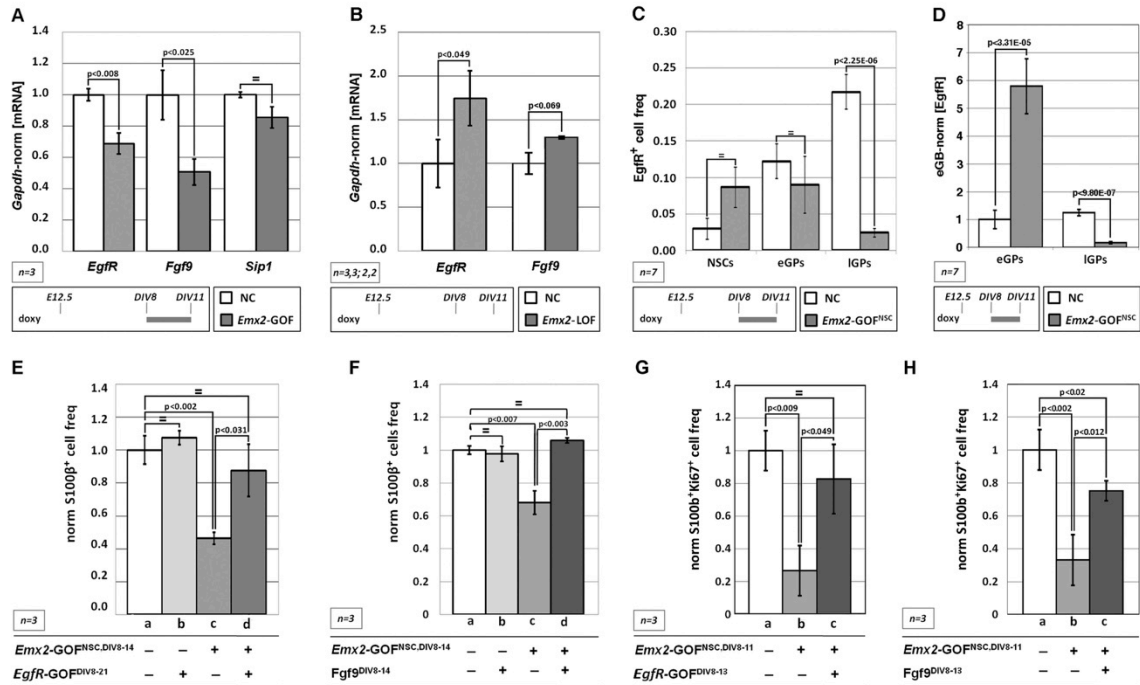 A
Gapdh-norm [mRNA]
1.4
1.2
1.0
0.8
0.6
0.4
0.2
0.0
p<0.008
p<0.025
=
EgfR Fgf9 Sip1
n=3
E12.5 DIV8 DIV11
doxy
NC
Emx2-GOF
B
Gapdh-norm [mRNA]
2.5
2.0
1.5
1.0
0.5
0.0
p<0.049
p<0.069
EgfR Fgf9
n=3,3; 2,2
E12.5 DIV8 DIV11
doxy
NC
Emx2-LOF
C
EgfR+ cell freq
0.30
0.25
0.20
0.15
0.10
0.05
0.00
=
=
p<2.25E-06
NSCs eGPs lGPs
n=7
E12.5 DIV8 DIV11
doxy
NC
Emx2-GOFNSC
D
eGB-norm [EgfR]
8
7
6
5
4
3
2
1
0
p<3.31E-05
p<9.80E-07
eGPs lGPs
n=7
E12.5 DIV8 DIV11
doxy
NC
Emx2-GOFNSC
E
norm S100β+ cell freq
1.4
1.2
1.0
0.8
0.6
0.4
0.2
0.0
=
p<0.002
=
p<0.031
n=3
a b c d
Emx2-GOFNSC,DIV8-14 – – + +
EgfR-GOFDIV8-21 – + – +
F
norm S100β+ cells freq
1.4
1.2
1
0.8
0.6
0.4
0.2
0
=
p<0.007
=
p<0.003
n=3
a b c d
Emx2-GOFNSC,DIV8-14 – – + +
Fgf9DIV8-14 – + – +
G
norm S100b+Ki67+ cell freq
1.4
1.2
1
0.8
0.6
0.4
0.2
0
=
p<0.009
p<0.049
n=3
a b c
Emx2-GOFNSC,DIV8-11 – + +
EgfR-GOFDIV8-13 – – +
H
norm S100b+Ki67+ cell freq
1.4
1.2
1
0.8
0.6
0.4
0.2
0
p<0.02
p<0.002
p<0.012
n=3
a b c
Emx2-GOFNSC,DIV8-11 – + +
Fgf9DIV8-13 – – +